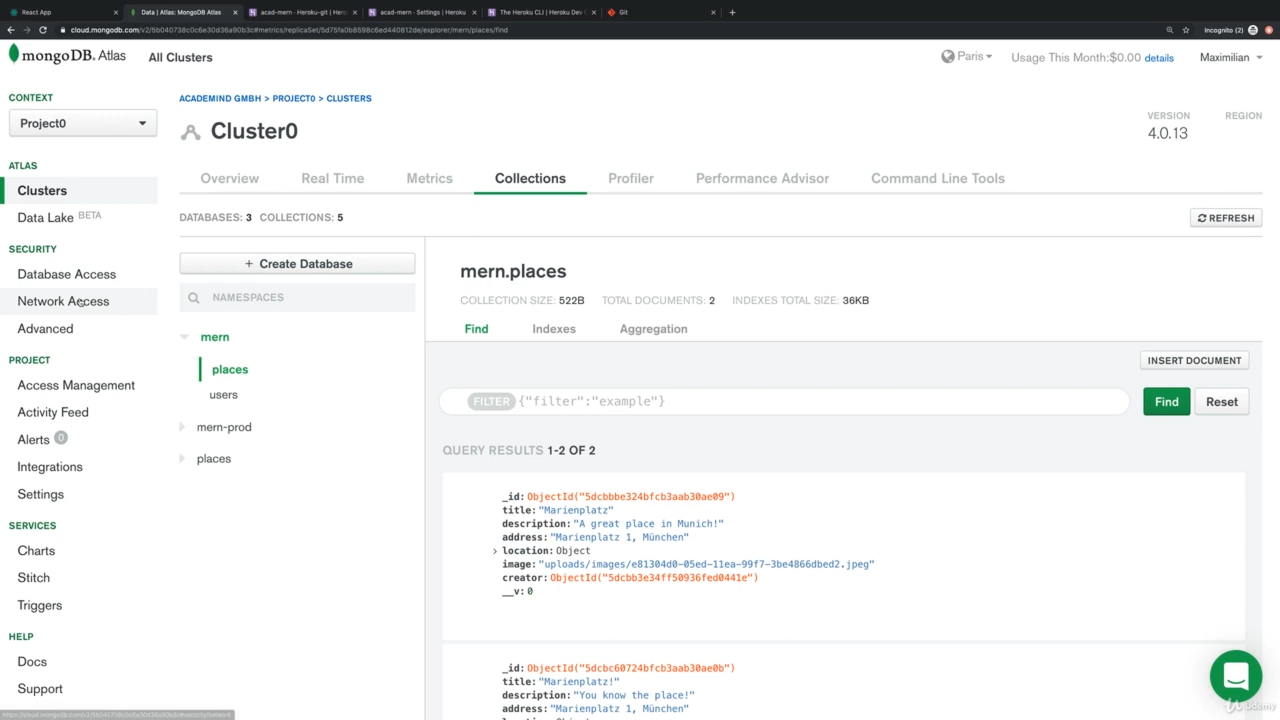 React App
Data | Atlas: MongoDB Atlas
acad-mern · Heroku-git | Hero
acad-mern · Settings | Heroku
The Heroku CLI | Heroku Dev
Git
cloud.mongodb.com/v2/5b040738c0c6e30d36a90b3c#metrics/replicaSet/5d75fa0b8598c6ed440812de/explorer/mern/places/find
Incognito (2)
mongoDB. Atlas
All Clusters
Paris
Usage This Month:$0.00 details
Maximilian
CONTEXT
Project0
ATLAS
Clusters
Data Lake BETA
SECURITY
Database Access
Network Access
Advanced
PROJECT
Access Management
Activity Feed
Alerts 0
Integrations
Settings
SERVICES
Charts
Stitch
Triggers
HELP
Docs
Support
ACADEMIND GMBH > PROJECT0 > CLUSTERS
Cluster0
VERSION
4.0.13
REGION
Overview
Real Time
Metrics
Collections
Profiler
Performance Advisor
Command Line Tools
DATABASES: 3 COLLECTIONS: 5
REFRESH
+ Create Database
NAMESPACES
mern
places
users
mern-prod
places
mern.places
COLLECTION SIZE: 522B TOTAL DOCUMENTS: 2 INDEXES TOTAL SIZE: 36KB
Find
Indexes
Aggregation
INSERT DOCUMENT
FILTER {"filter":"example"}
Find
Reset
QUERY RESULTS 1-2 OF 2
_id: ObjectId("5dcbbbe324bfcb3aab30ae09")
title: "Marienplatz"
description: "A great place in Munich!"
address: "Marienplatz 1, München"
> location: Object
image: "uploads/images/e81304d0-05ed-11ea-99f7-3be4866dbed2.jpeg"
creator: ObjectId("5dcbb3e34ff50936fed0441e")
__v: 0
_id: ObjectId("5dcbc60724bfcb3aab30ae0b")
title: "Marienplatz!"
description: "You know the place!"
address: "Marienplatz 1, München"
Udemy